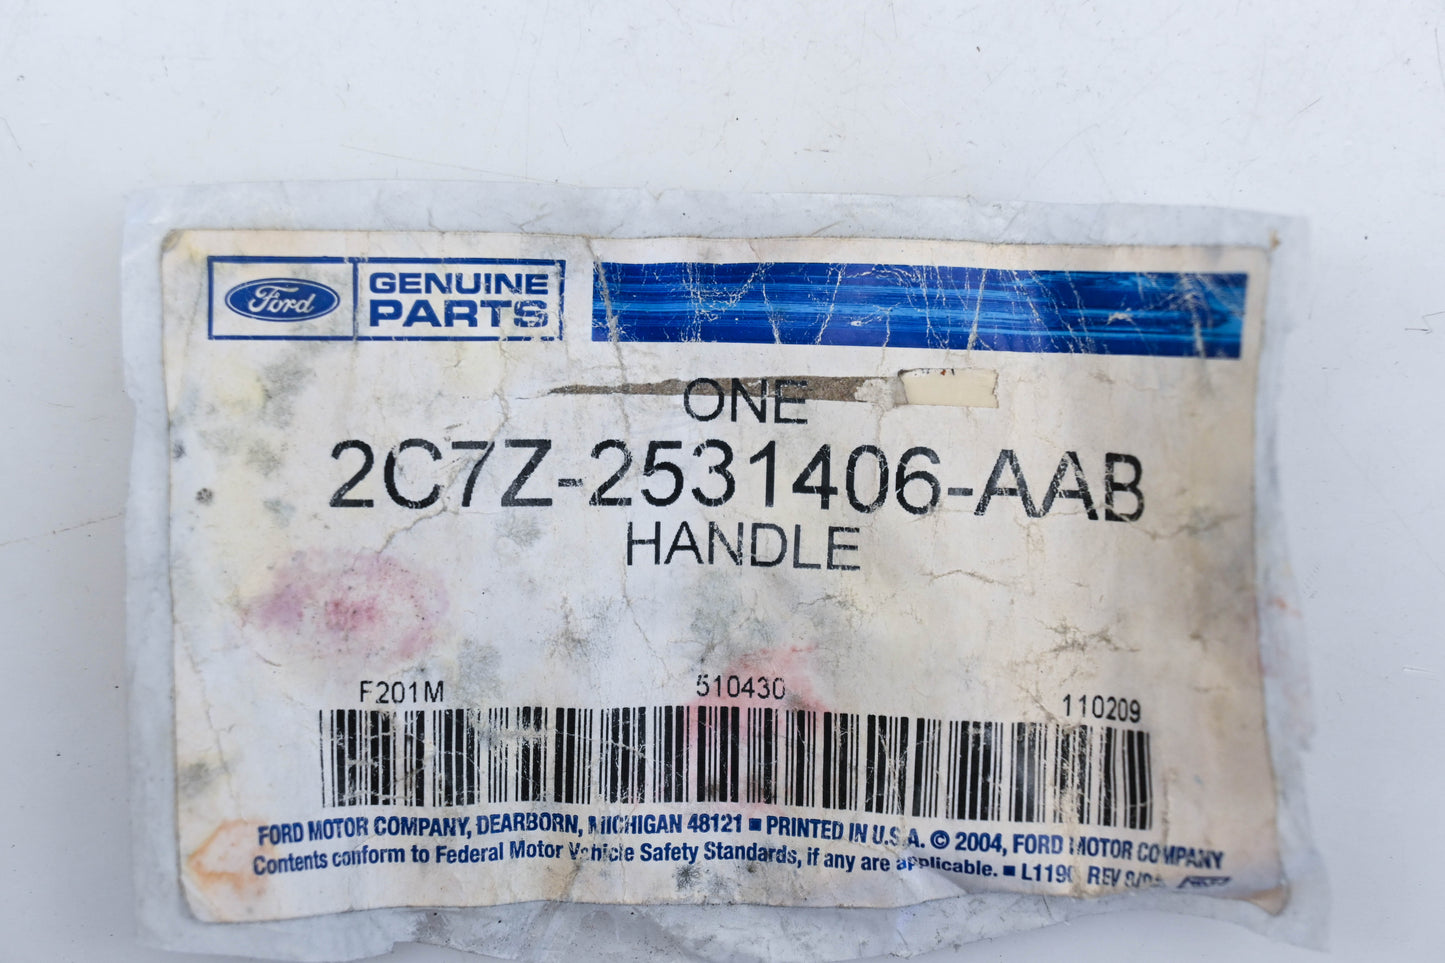 Ford
GENUINE
PARTS
ONE
2C7Z-2531406-AAB
HANDLE
F201M 510430 110209
FORD MOTOR COMPANY, DEARBORN, MICHIGAN 48121 ■ PRINTED IN U.S.A. © 2004, FORD MOTOR COMPANY
Contents conform to Federal Motor Vehicle Safety Standards, if any are applicable. ■ REV